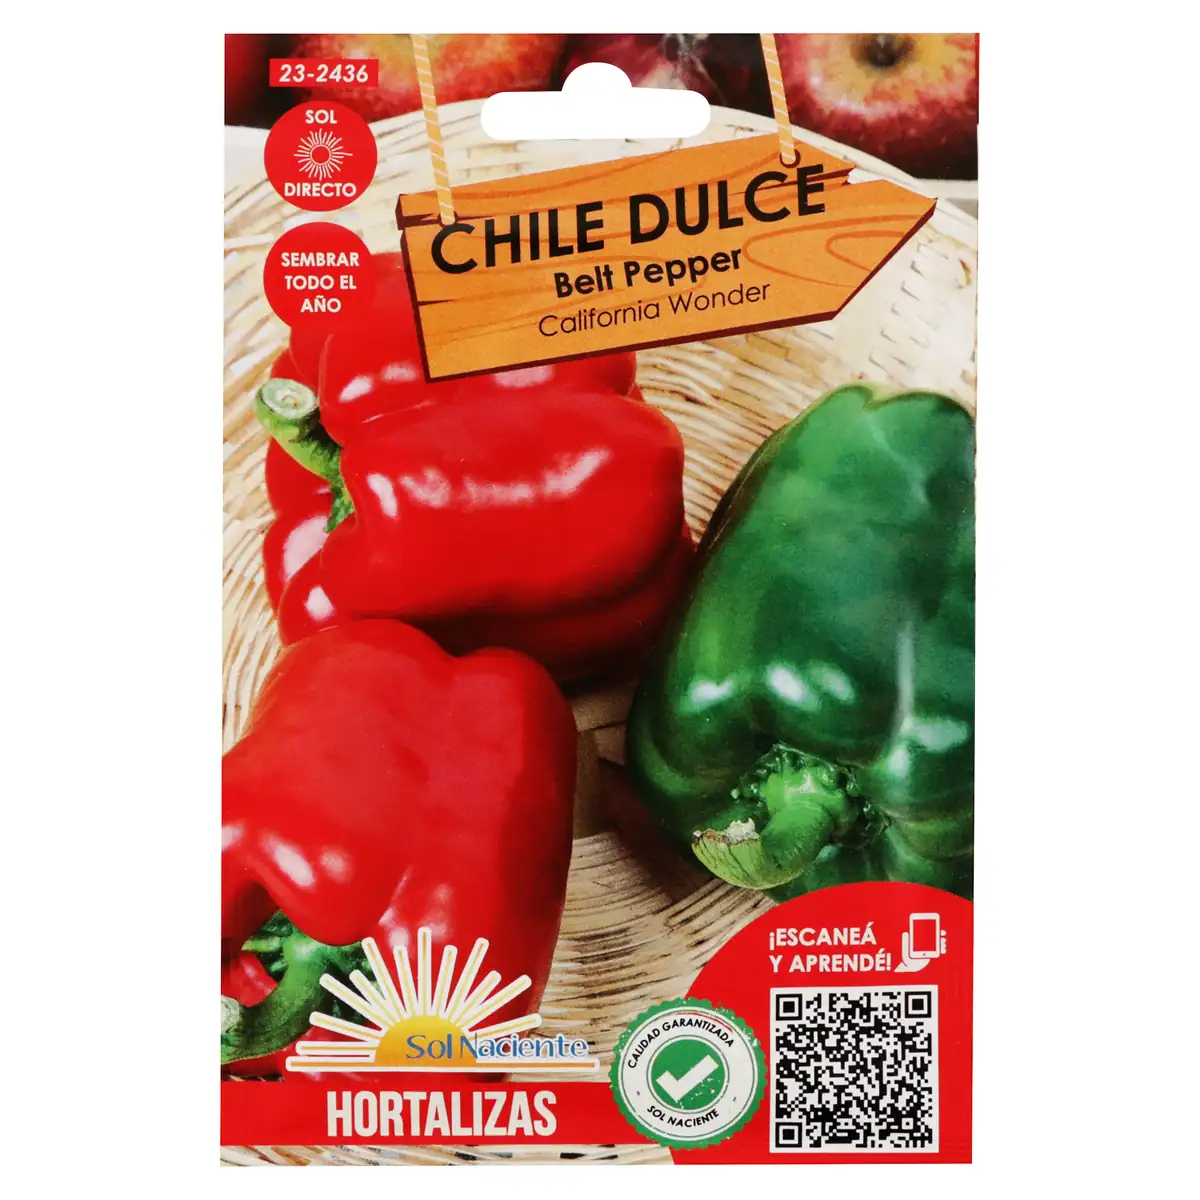 23-2436
SOL
DIRECTO
SEMBRAR
TODO EL
AÑO
CHILE DULCE
Belt Pepper
California Wonder
¡ESCANEÁ
Y APRENDÉ!
Sol Naciente
CAUDAD GARANTIZADA
SOL NACIENTE
HORTALIZAS